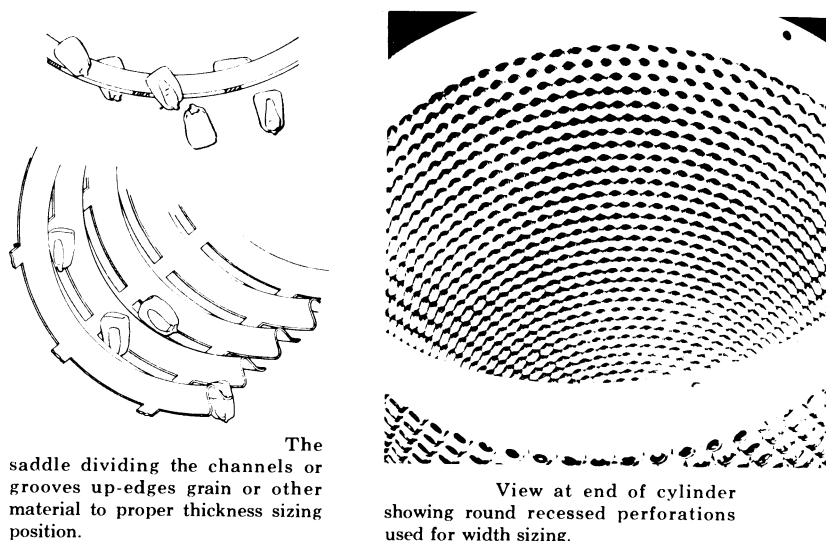 The
saddle dividing the channels or
grooves up-edges grain or other
material to proper thickness sizing
position.
View at end of cylinder
showing round recessed perforations
used for width sizing.